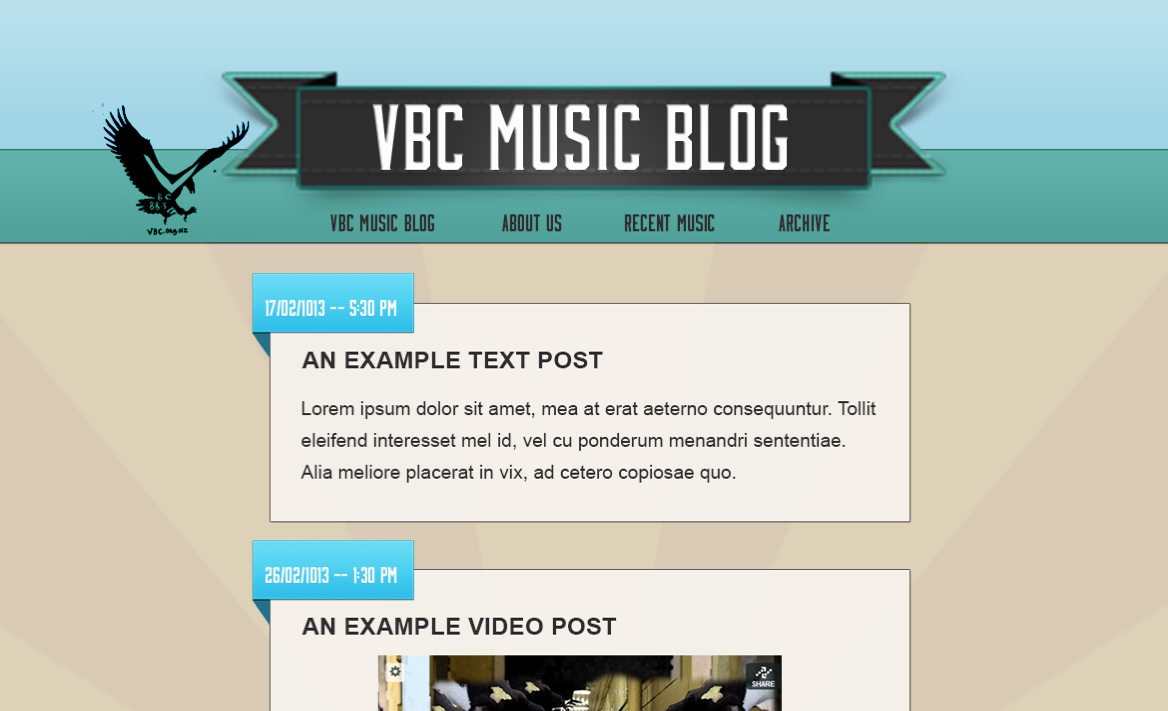 VBC MUSIC BLOG
VBC.org.nz
VBC MUSIC BLOG ABOUT US RECENT MUSIC ARCHIVE
17/02/1013 -- 5:30 PM
AN EXAMPLE TEXT POST
Lorem ipsum dolor sit amet, mea at erat aeterno consequuntur. Tollit
eleifend interesset mel id, vel cu ponderum menandri sententiae.
Alia meliore placerat in vix, ad cetero copiosae quo.
26/02/1013 -- 1:30 PM
AN EXAMPLE VIDEO POST
SHARE